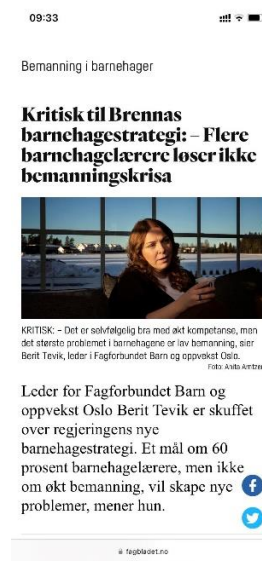 09:33
Bemanning i barnehager
Kritisk til Brennas
barnehagestrategi: – Flere
barnehagelærere løser ikke
bemanningskrisa
KRITISK: – Det er selvfølgelig bra med økt kompetanse, men
det største problemet i barnehagene er lav bemanning, sier
Berit Tevik, leder i Fagforbundet Barn og oppvekst Oslo.
Foto: Anita Arntzen
Leder for Fagforbundet Barn og
oppvekst Oslo Berit Tevik er skuffet
over regjeringens nye
barnehagestrategi. Et mål om 60
prosent barnehagelærere, men ikke
om økt bemanning, vil skape nye
problemer, mener hun.
fagbladet.no